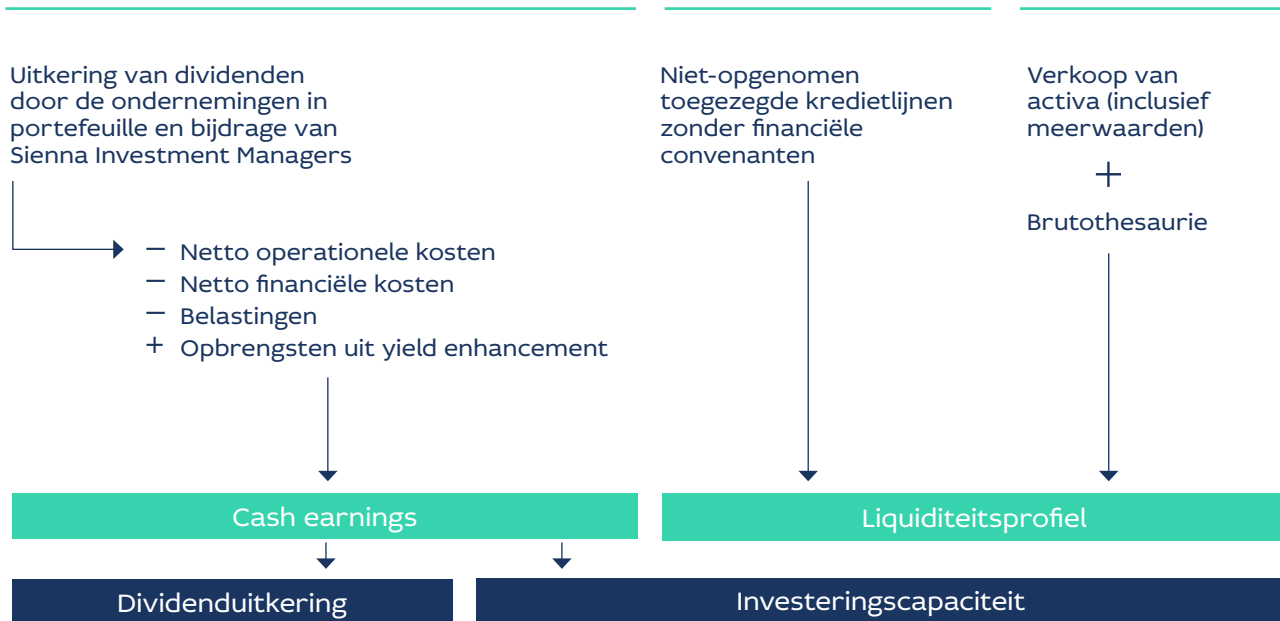 Uitkering van dividenden
door de ondernemingen in
portefeuille en bijdrage van
Sienna Investment Managers
— Netto operationele kosten
— Netto financiële kosten
— Belastingen
+ Opbrengsten uit yield enhancement
Niet-opgenomen
toegezegde kredietlijnen
zonder financiële
convenanten
Verkoop van
activa (inclusief
meerwaarden)
+
Brutothesaurie
Cash earnings
Liquiditeitsprofiel
Dividenduitkering
Investeringscapaciteit